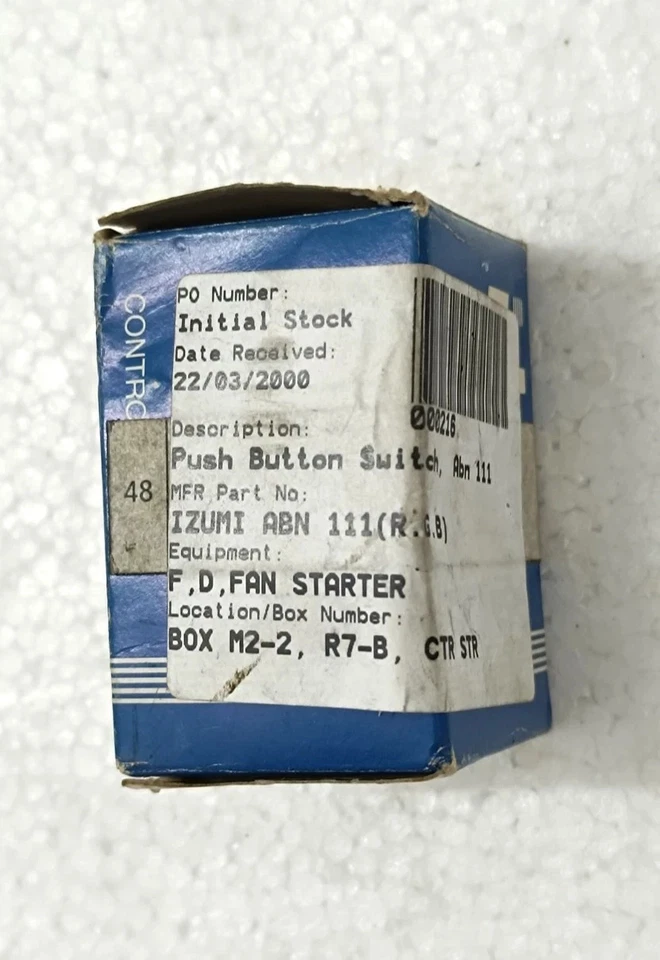 PO Number:
Initial Stock
Date Received:
22/03/2000
000216
Description:
Push Button Switch, Abn 111
MFR Part No:
IZUMI ABN 111(R.G.B)
Equipment:
F,D,FAN STARTER
Location/Box Number:
BOX M2-2, R7-B, CTR STR
CONTRO
48